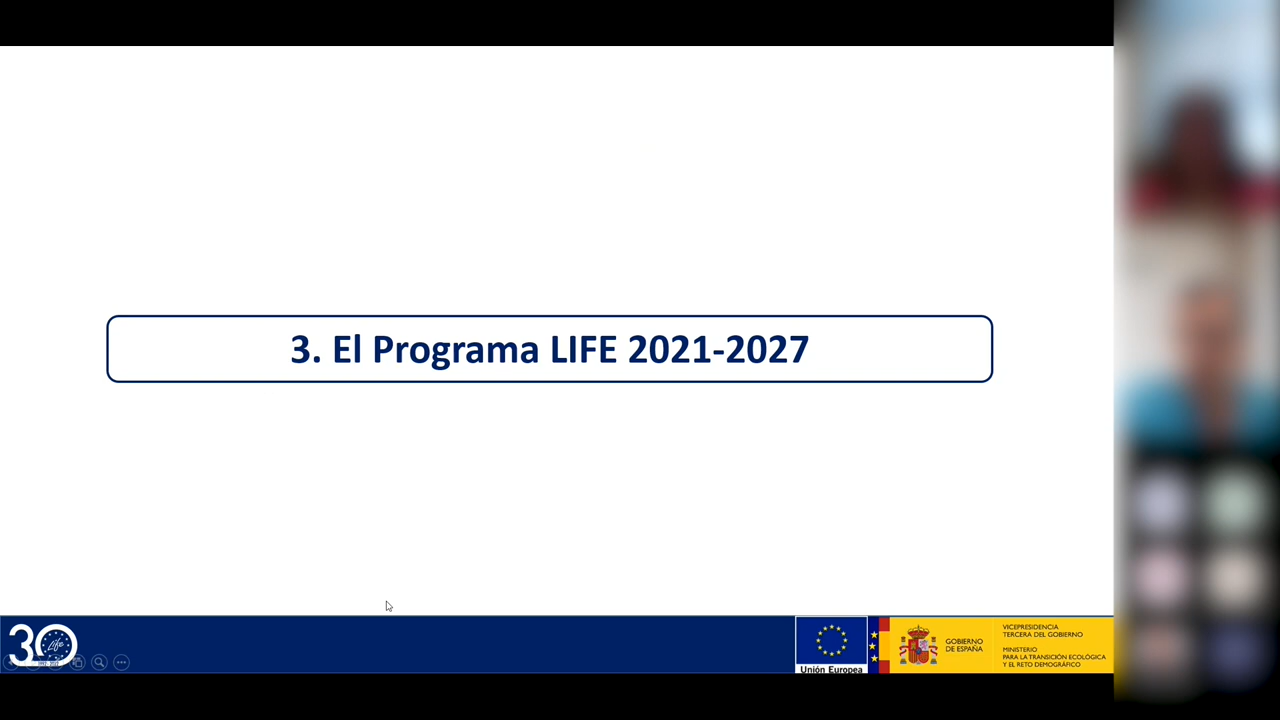 3. El Programa LIFE 2021-2027
30
Life
Unión Europea
GOBIERNO
DE ESPAÑA
VICEPRESIDENCIA
TERCERA DEL GOBIERNO
MINISTERIO
PARA LA TRANSICIÓN ECOLÓGICA
Y EL RETO DEMOGRÁFICO